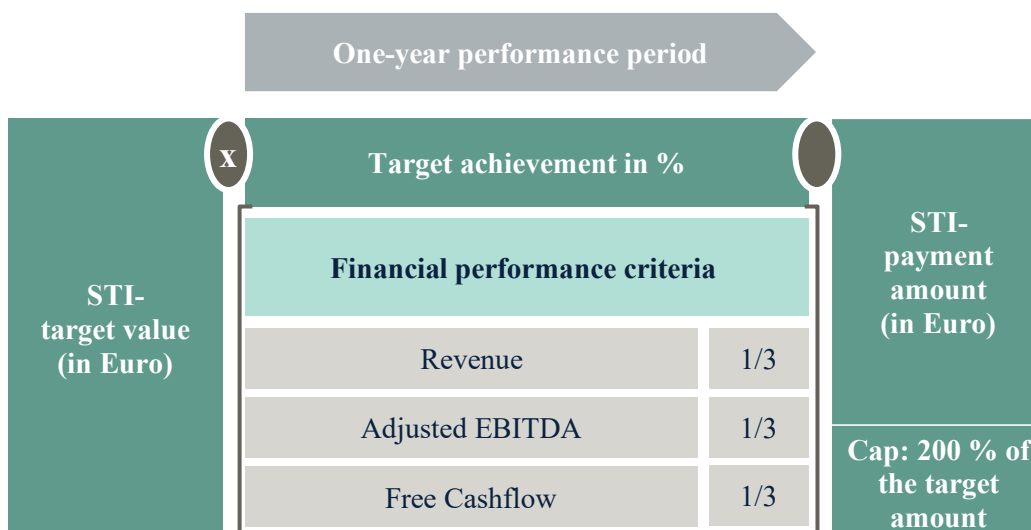 One-year performance period
x
Target achievement in %
Financial performance criteria
STI-
target value
(in Euro)
Revenue
1/3
Adjusted EBITDA
1/3
Free Cashflow
1/3
STI-
payment
amount
(in Euro)
Cap: 200 % of
the target
amount